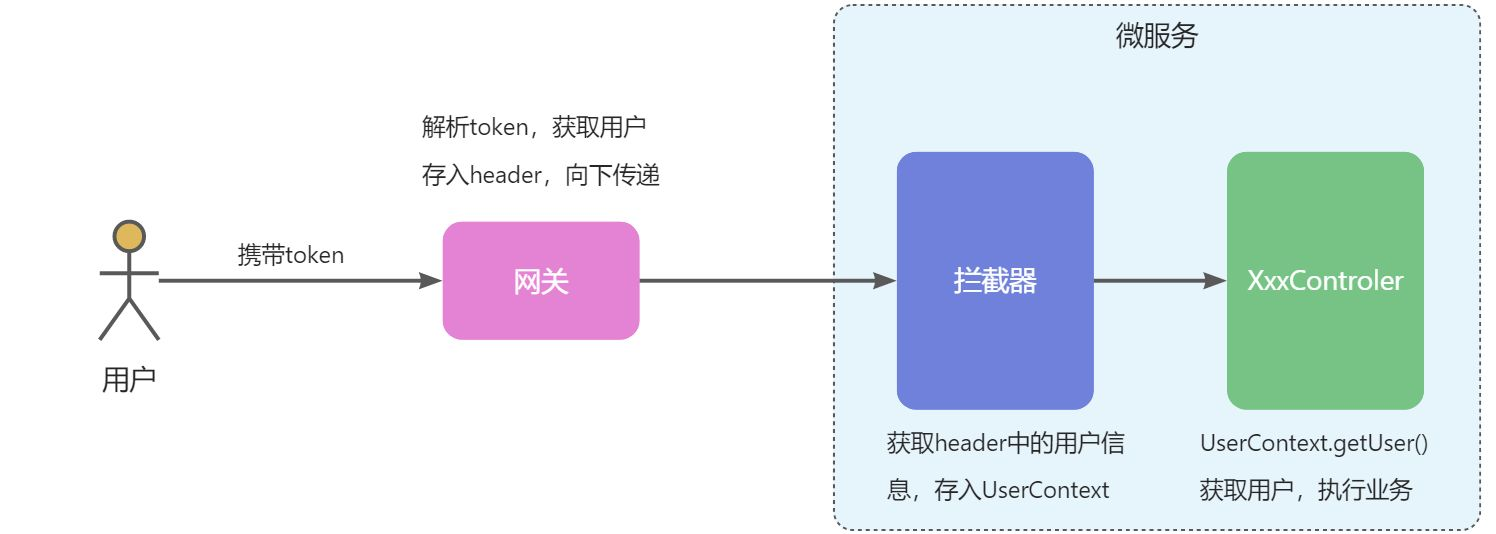 微服务
解析token，获取用户
存入header，向下传递
携带token
网关
拦截器
XxxControler
用户
获取header中的用户信
息，存入UserContext
UserContext.getUser()
获取用户，执行业务